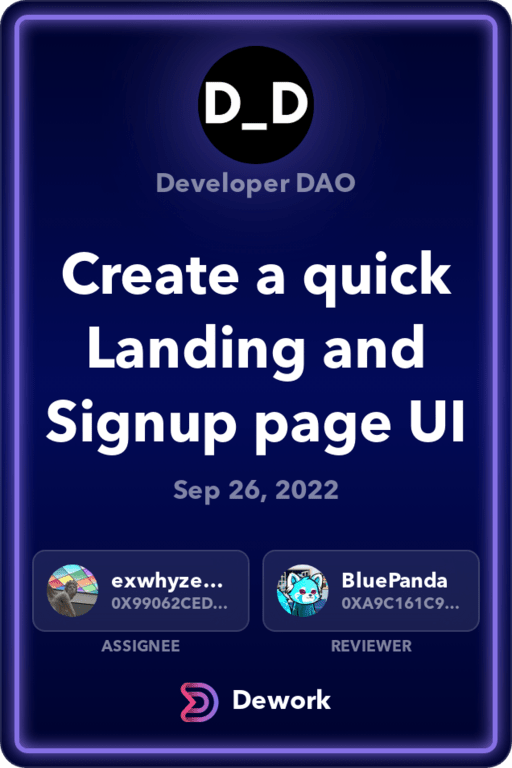 D_D
Developer DAO
Create a quick
Landing and
Signup page UI
Sep 26, 2022
exwhyze...
0X99062CED...
ASSIGNEE
BluePanda
0XA9C161C9...
REVIEWER
Dework